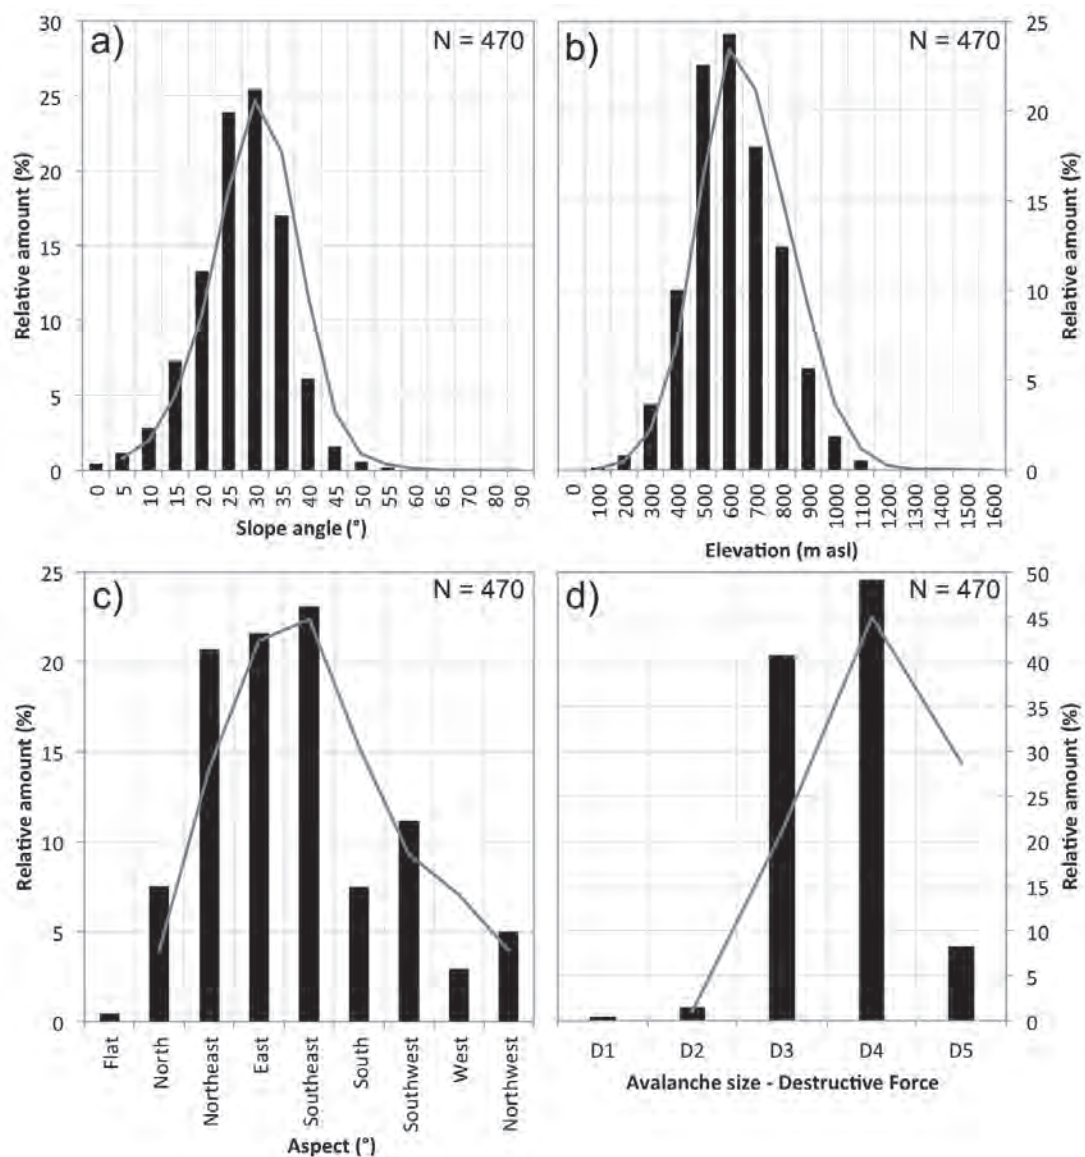 a)
N = 470
30
25
20
15
10
5
0
Relative amount (%)
0 5 10 15 20 25 30 35 40 45 50 55 60 65 70 80 90
Slope angle (°)
b)
N = 470
25
20
15
10
5
0
Relative amount (%)
0 100 200 300 400 500 600 700 800 900 1000 1100 1200 1300 1400 1500 1600
Elevation (m asl)
c)
N = 470
25
20
15
10
5
0
Relative amount (%)
Flat North Northeast East Southeast South Southwest West Northwest
Aspect (°)
d)
N = 470
50
45
40
35
30
25
20
15
10
5
0
Relative amount (%)
D1 D2 D3 D4 D5
Avalanche size - Destructive Force